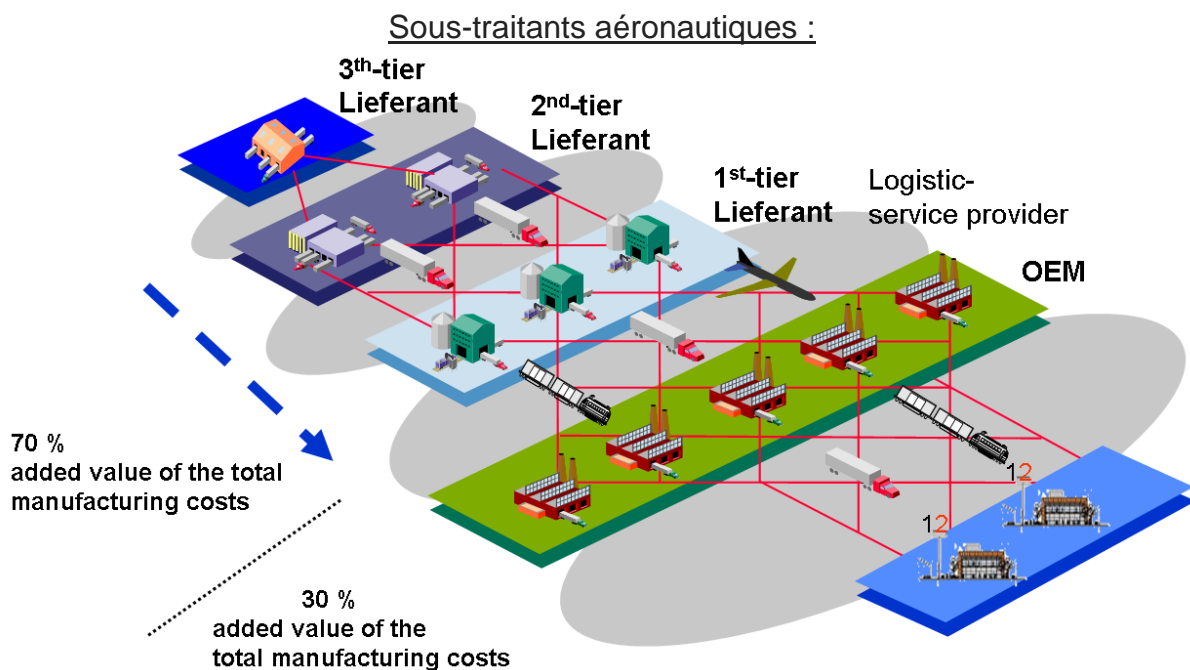 Sous-traitants aéronautiques :
3th-tier
Lieferant
2nd-tier
Lieferant
1st-tier
Lieferant
Logistic-
service provider
OEM
70 %
added value of the total
manufacturing costs
12
12
30 %
added value of the
total manufacturing costs